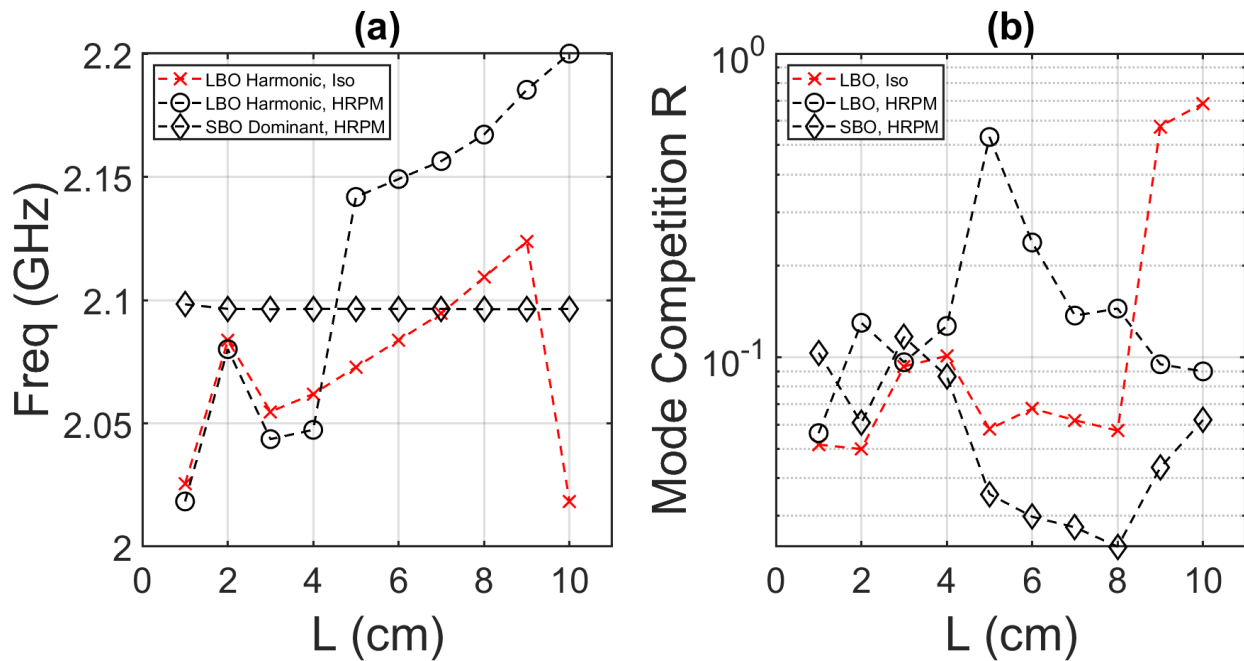 (a)
Freq (GHz)
2.2
2.15
2.1
2.05
2
LBO Harmonic, Iso
LBO Harmonic, HRPM
SBO Dominant, HRPM
0 2 4 6 8 10
L (cm)
(b)
Mode Competition R
10^0
10^-1
LBO, Iso
LBO, HRPM
SBO, HRPM
0 2 4 6 8 10
L (cm)